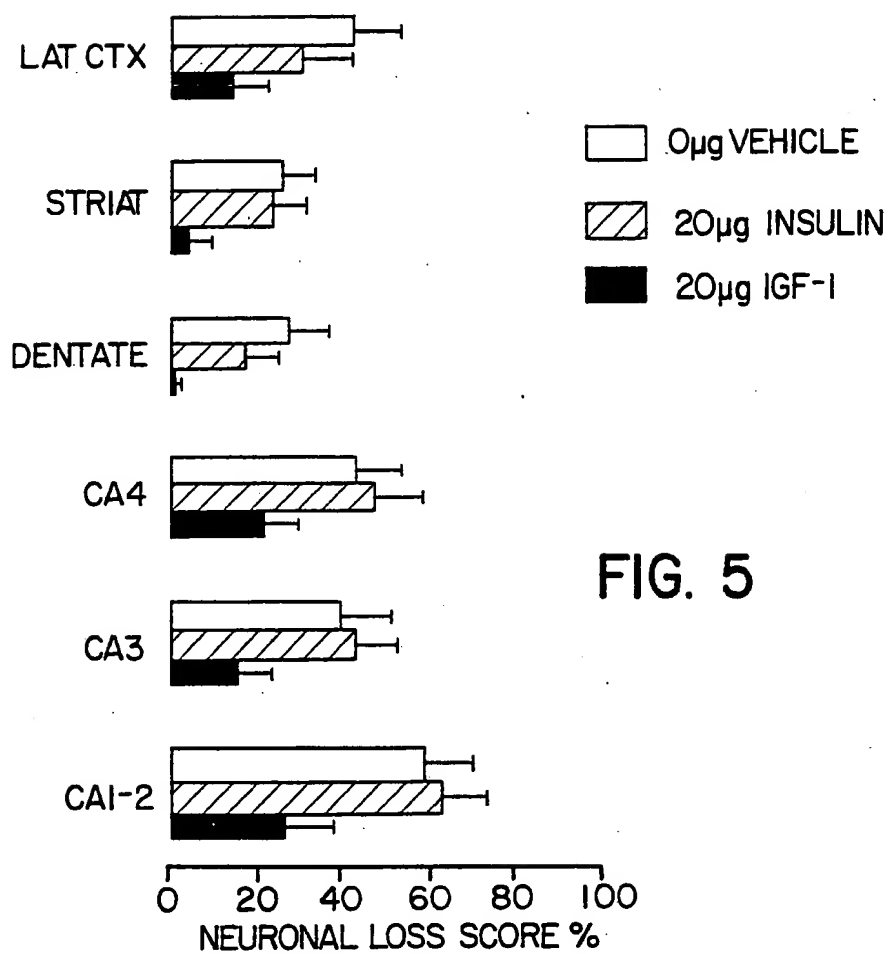 LAT CTX
STRIAT
DENTATE
CA4
CA3
CA1-2
0µg VEHICLE
20µg INSULIN
20µg IGF-I
FIG. 5
0 20 40 60 80 100
NEURONAL LOSS SCORE %